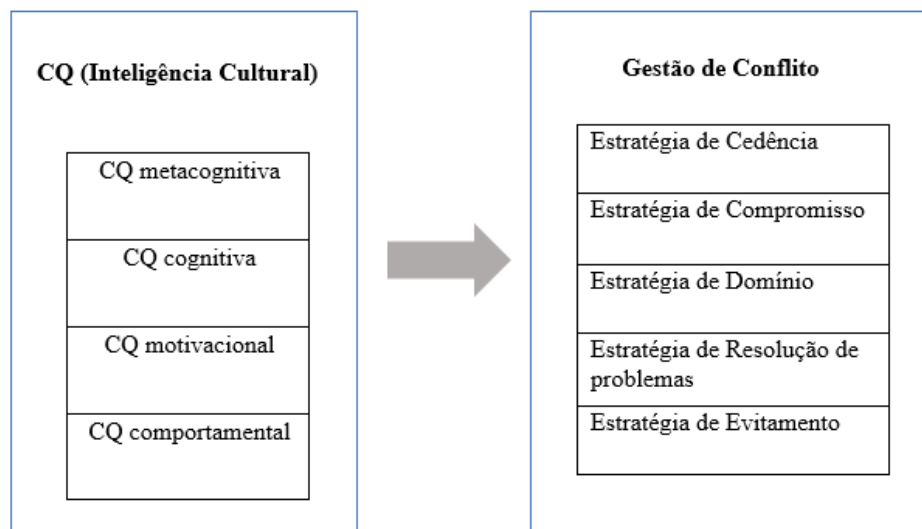 CQ (Inteligência Cultural)
CQ metacognitiva
CQ cognitiva
CQ motivacional
CQ comportamental
Gestão de Conflito
Estratégia de Cedência
Estratégia de Compromisso
Estratégia de Domínio
Estratégia de Resolução de
problemas
Estratégia de Evitamento